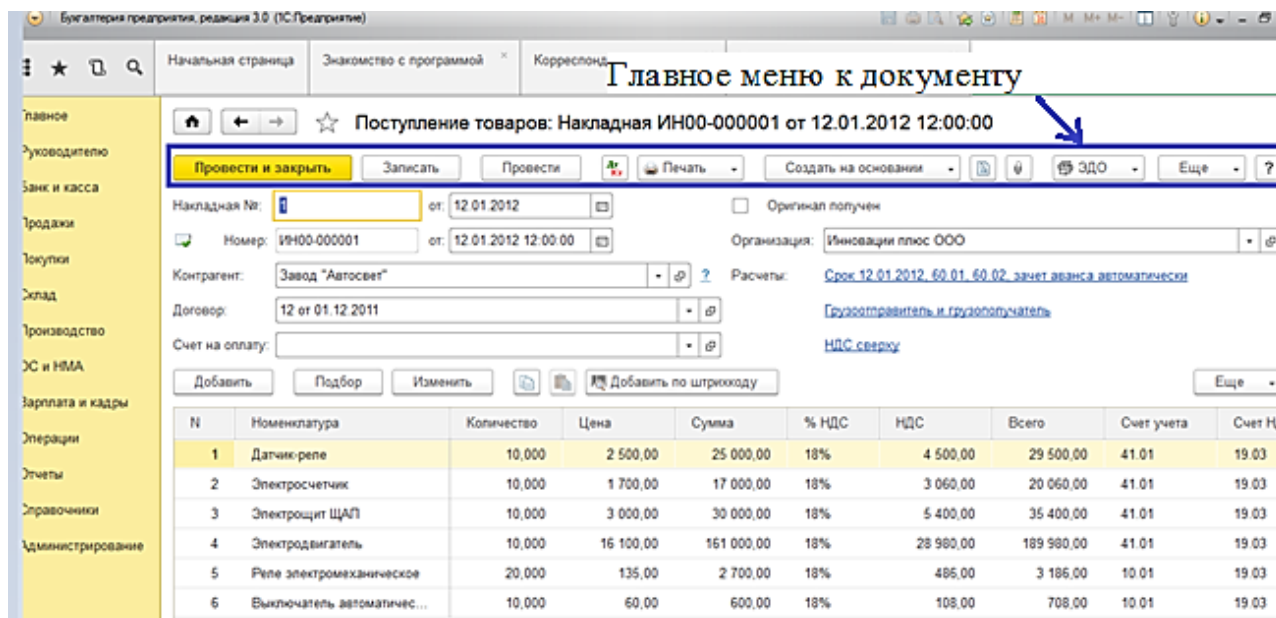 Бухгалтерия предприятия, редакция 3.0 (1С:Предприятие) M M+ M-
Начальная страница Знакомство с программой × Корреспонд
Главное меню к документу
Главное
Руководителю
Банк и касса
Продажи
Покупки
Склад
Производство
ОС и НМА
Зарплата и кадры
Операции
Отчеты
Справочники
Администрирование
Поступление товаров: Накладная ИН00-000001 от 12.01.2012 12:00:00
Провести и закрыть Записать Провести Дт Кт Печать Создать на основании ЭДО Еще ?
Накладная №: 1 от: 12.01.2012 Оригинал получен
Номер: ИН00-000001 от: 12.01.2012 12:00:00 Организация: Инновации плюс ООО
Контрагент: Завод "Автосвет" ? Расчеты: Срок 12.01.2012, 60.01, 60.02, зачет аванса автоматически
Договор: 12 от 01.12.2011 Грузоотправитель и грузополучатель
Счет на оплату: НДС сверху
Добавить Подбор Изменить Добавить по штрихкоду Еще
N Номенклатура Количество Цена Сумма % НДС НДС Всего Счет учета Счет Н
1 Датчик-реле 10,000 2 500,00 25 000,00 18% 4 500,00 29 500,00 41.01 19.03
2 Электросчетчик 10,000 1 700,00 17 000,00 18% 3 060,00 20 060,00 41.01 19.03
3 Электрощит ЩАП 10,000 3 000,00 30 000,00 18% 5 400,00 35 400,00 41.01 19.03
4 Электродвигатель 10,000 16 100,00 161 000,00 18% 28 980,00 189 980,00 41.01 19.03
5 Реле электромеханическое 20,000 135,00 2 700,00 18% 486,00 3 186,00 10.01 19.03
6 Выключатель автоматичес... 10,000 60,00 600,00 18% 108,00 708,00 10.01 19.03